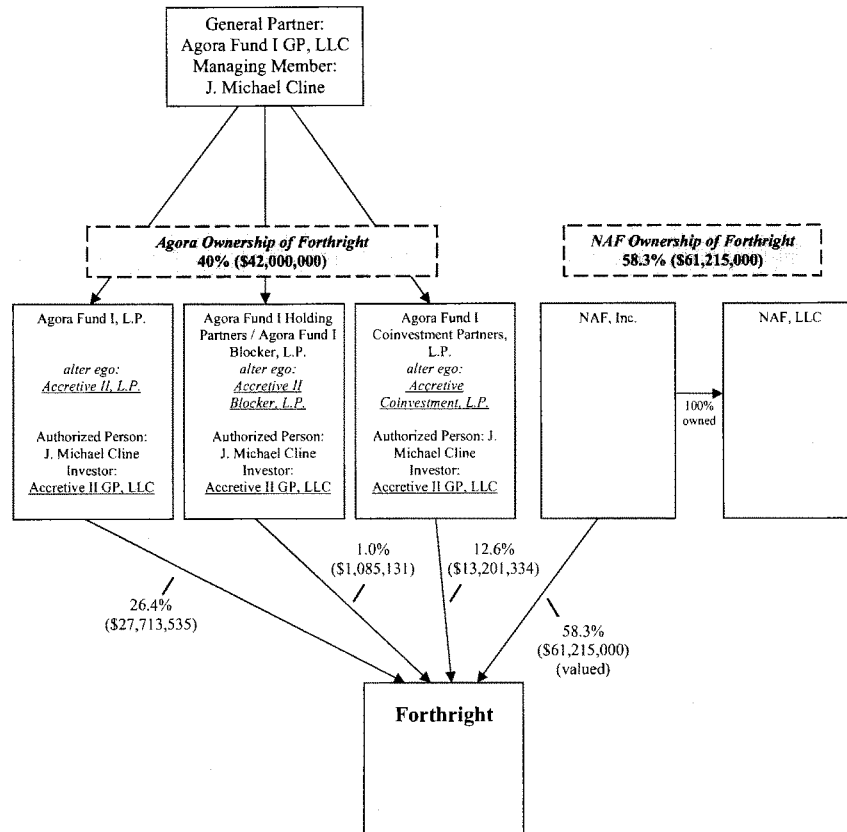 General Partner:
Agora Fund I GP, LLC
Managing Member:
J. Michael Cline
Agora Ownership of Forthright
40% ($42,000,000)
NAF Ownership of Forthright
58.3% ($61,215,000)
Agora Fund I, L.P.
alter ego:
Accretive II, L.P.
Authorized Person:
J. Michael Cline
Investor:
Accretive II GP, LLC
Agora Fund I Holding
Partners / Agora Fund I
Blocker, L.P.
alter ego:
Accretive II
Blocker, L.P.
Authorized Person:
J. Michael Cline
Investor:
Accretive II GP, LLC
Agora Fund I
Coinvestment Partners,
L.P.
alter ego:
Accretive
Coinvestment, L.P.
Authorized Person: J.
Michael Cline
Investor:
Accretive II GP, LLC
NAF, Inc.
100%
owned
NAF, LLC
26.4%
($27,713,535)
1.0%
($1,085,131)
12.6%
($13,201,334)
58.3%
($61,215,000)
(valued)
Forthright